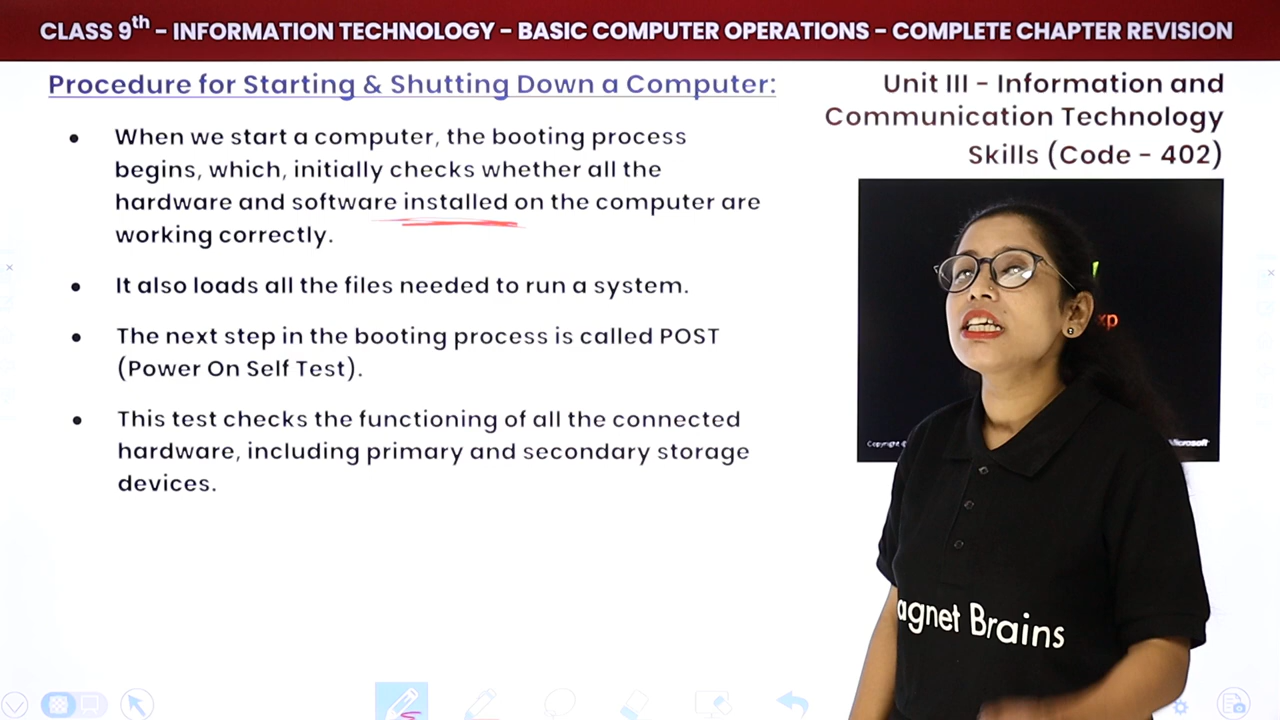 CLASS 9th – INFORMATION TECHNOLOGY – BASIC COMPUTER OPERATIONS – COMPLETE CHAPTER REVISION
Procedure for Starting & Shutting Down a Computer:
• When we start a computer, the booting process
begins, which, initially checks whether all the
hardware and software installed on the computer are
working correctly.
• It also loads all the files needed to run a system.
• The next step in the booting process is called POST
(Power On Self Test).
• This test checks the functioning of all the connected
hardware, including primary and secondary storage
devices.
Unit III – Information and
Communication Technology
Skills (Code – 402)
xp
Copyright ©
Microsoft
agnet Brains